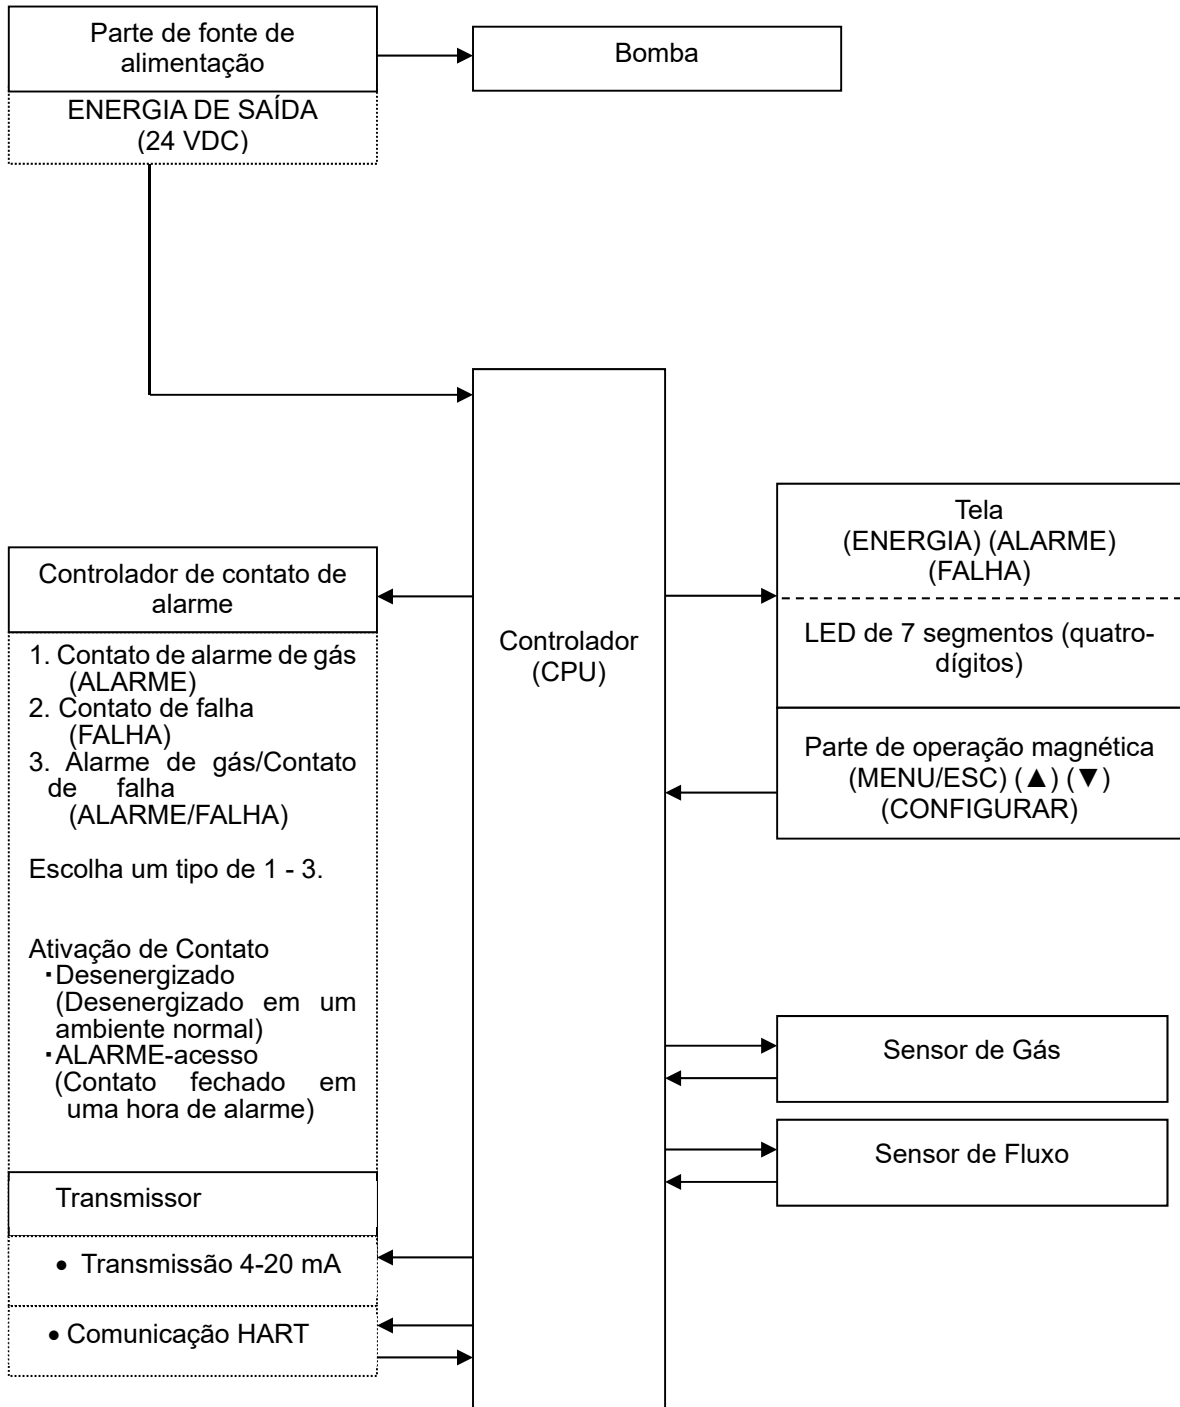 Parte de fonte de
alimentação
Bomba
ENERGIA DE SAÍDA
(24 VDC)
Tela
(ENERGIA) (ALARME)
(FALHA)
LED de 7 segmentos (quatro-
dígitos)
Parte de operação magnética
(MENU/ESC) (▲) (▼)
(CONFIGURAR)
Controlador
(CPU)
Controlador de contato de
alarme
1. Contato de alarme de gás
(ALARME)
2. Contato de falha
(FALHA)
3. Alarme de gás/Contato
de falha
(ALARME/FALHA)
Escolha um tipo de 1 - 3.
Ativação de Contato
・Desenergizado
(Desenergizado em um
ambiente normal)
・ALARME-acesso
(Contato fechado em
uma hora de alarme)
Sensor de Gás
Sensor de Fluxo
Transmissor
• Transmissão 4-20 mA
• Comunicação HART